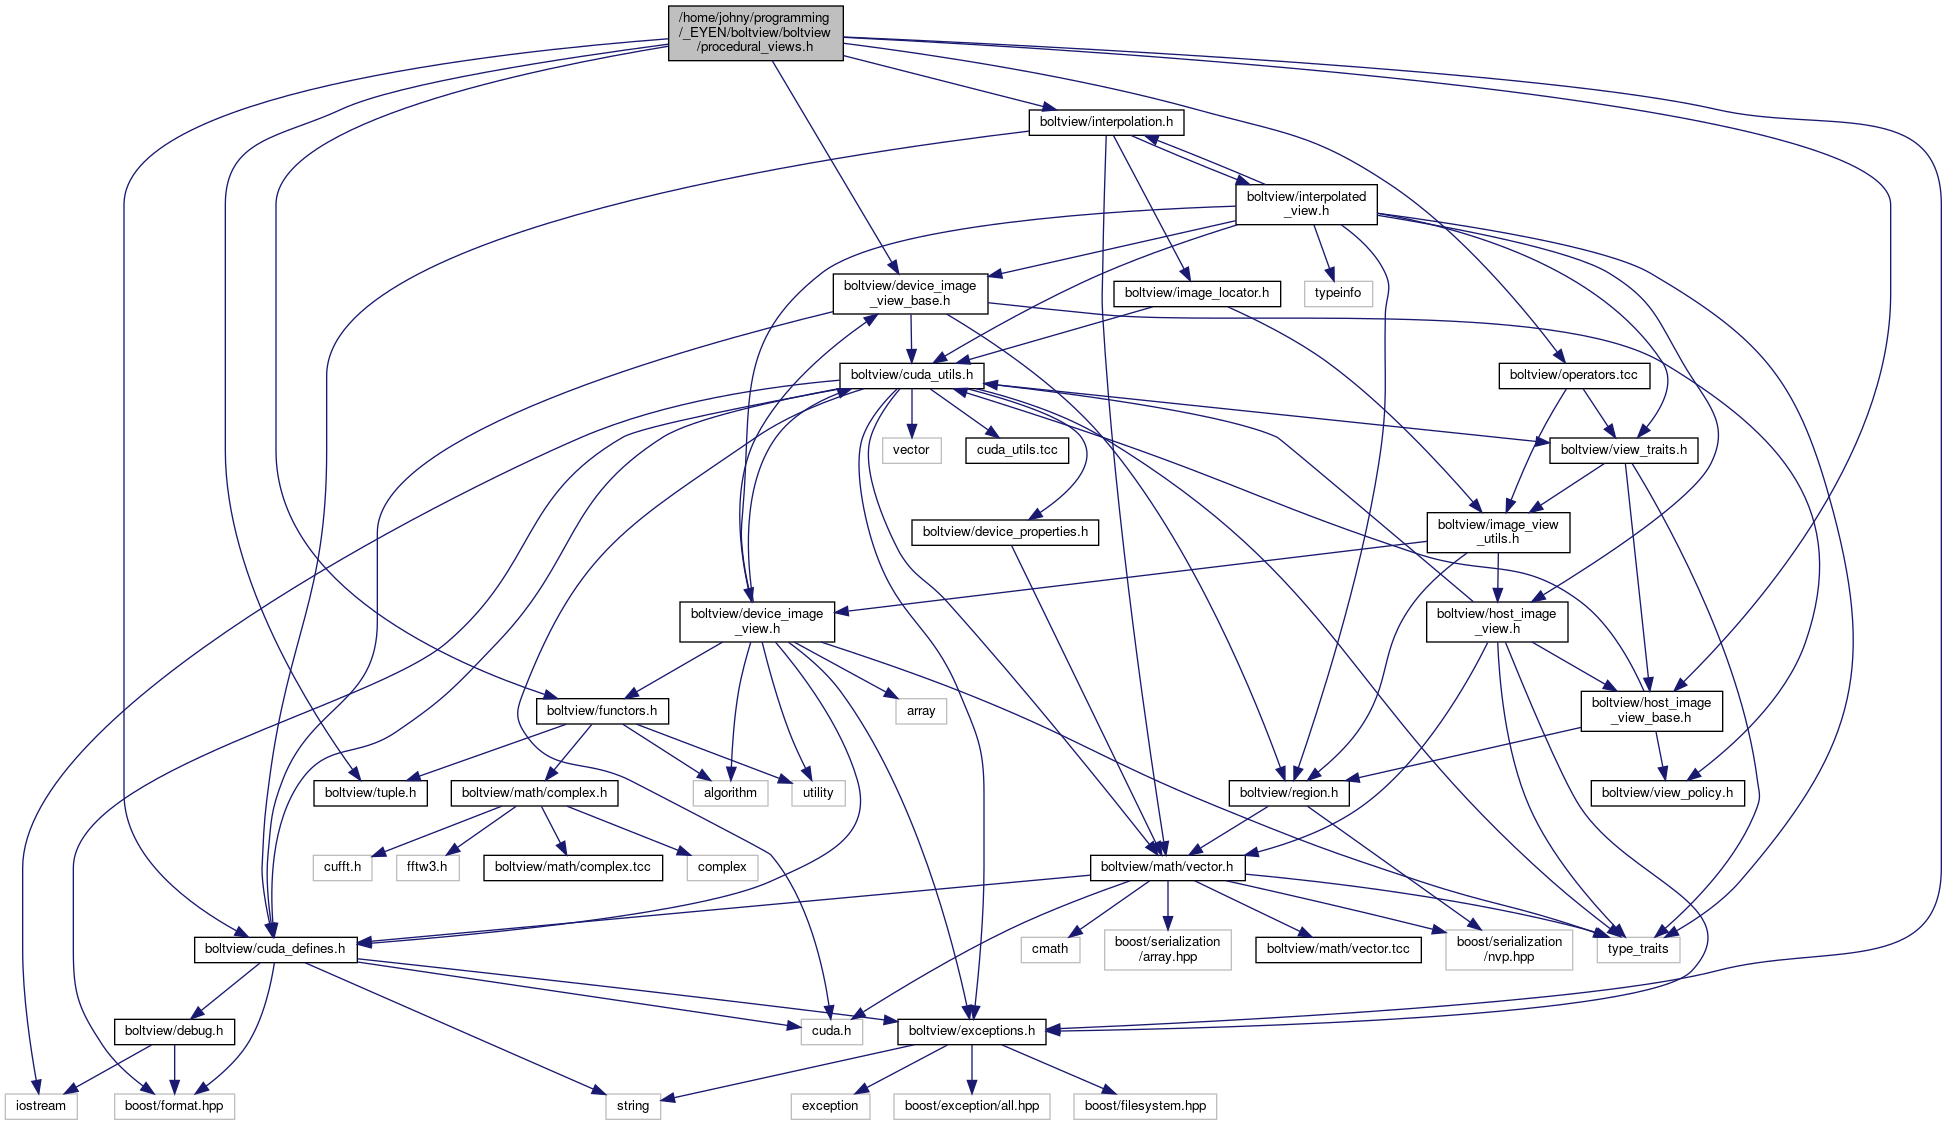 /home/johny/programming
/_EYEN/boltview/boltview
/procedural_views.h
boltview/interpolation.h
boltview/interpolated
_view.h
boltview/device_image
_view_base.h
boltview/image_locator.h
typeinfo
boltview/cuda_utils.h
boltview/operators.tcc
vector
cuda_utils.tcc
boltview/view_traits.h
boltview/device_properties.h
boltview/image_view
_utils.h
boltview/device_image
_view.h
boltview/host_image
_view.h
boltview/functors.h
array
boltview/host_image
_view_base.h
boltview/tuple.h
boltview/math/complex.h
algorithm
utility
boltview/region.h
boltview/view_policy.h
cufft.h
fftw3.h
boltview/math/complex.tcc
complex
boltview/math/vector.h
boltview/cuda_defines.h
cmath
boost/serialization
/array.hpp
boltview/math/vector.tcc
boost/serialization
/nvp.hpp
type_traits
boltview/debug.h
cuda.h
boltview/exceptions.h
iostream
boost/format.hpp
string
exception
boost/exception/all.hpp
boost/filesystem.hpp